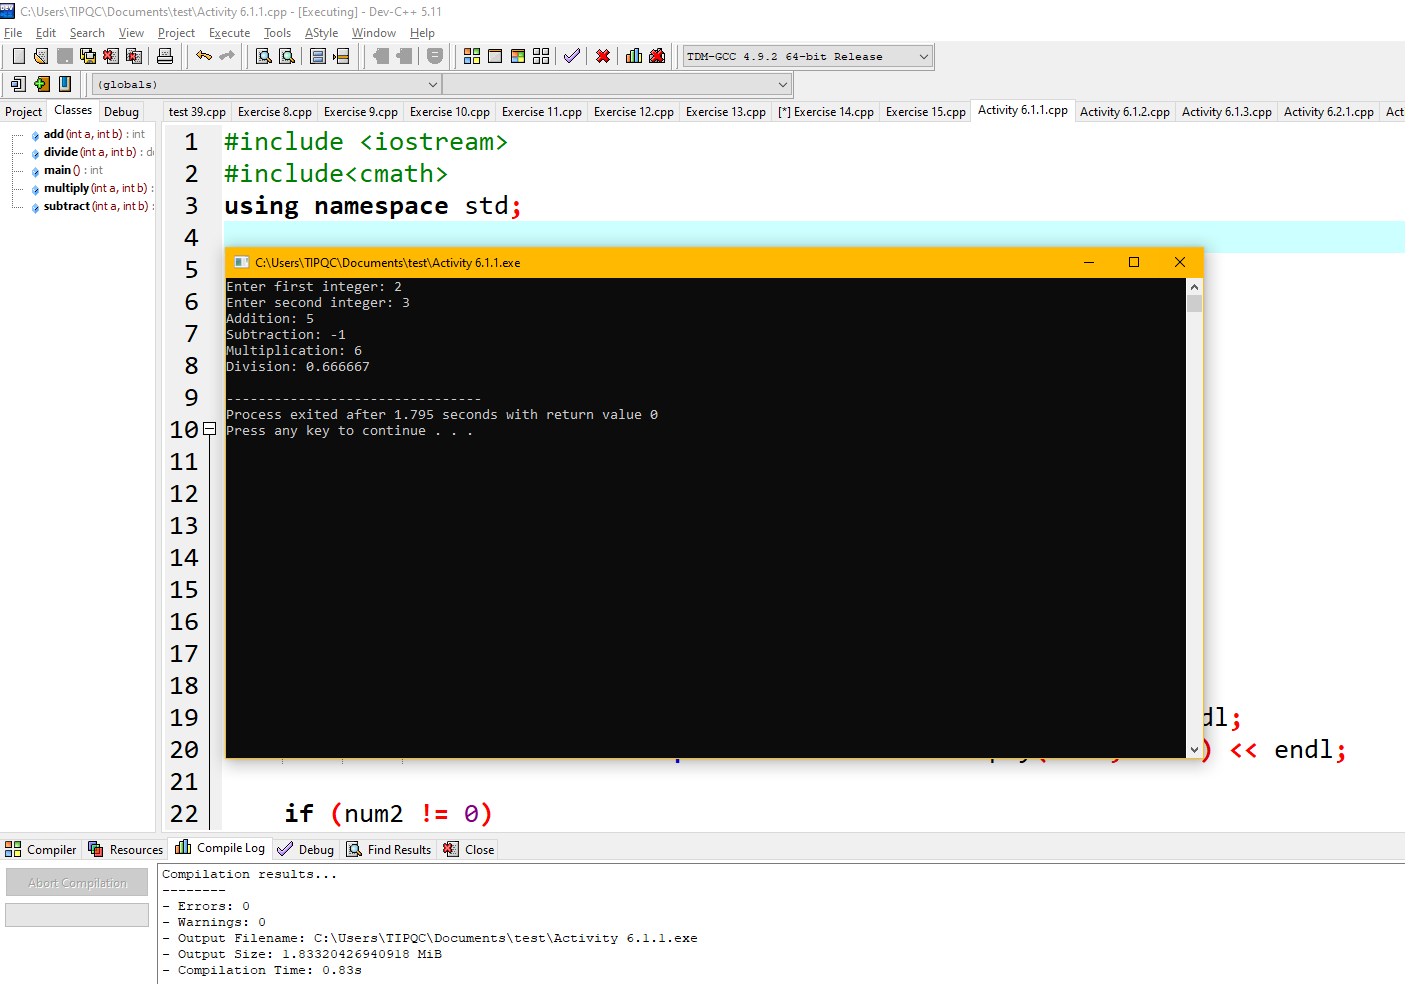 C:\Users\TIPQC\Documents\test\Activity 6.1.1.cpp - [Executing] - Dev-C++ 5.11
File Edit Search View Project Execute Tools AStyle Window Help
TDM-GCC 4.9.2 64-bit Release
(globals)
Project Classes Debug
test 39.cpp Exercise 8.cpp Exercise 9.cpp Exercise 10.cpp Exercise 11.cpp Exercise 12.cpp Exercise 13.cpp [*] Exercise 14.cpp Exercise 15.cpp Activity 6.1.1.cpp Activity 6.1.2.cpp Activity 6.1.3.cpp Activity 6.2.1.cpp Act
add (int a, int b) : int
divide (int a, int b) : d
main () : int
multiply (int a, int b) :
subtract (int a, int b) :
1 #include <iostream>
2 #include<cmath>
3 using namespace std;
4
5
6
7
8
9
10
11
12
13
14
15
16
17
18
19 dl;
20 ) << endl;
21
22 if (num2 != 0)
C:\Users\TIPQC\Documents\test\Activity 6.1.1.exe
Enter first integer: 2
Enter second integer: 3
Addition: 5
Subtraction: -1
Multiplication: 6
Division: 0.666667
--------------------------------
Process exited after 1.795 seconds with return value 0
Press any key to continue . . .
Compiler Resources Compile Log Debug Find Results Close
Abort Compilation
Compilation results...
--------
- Errors: 0
- Warnings: 0
- Output Filename: C:\Users\TIPQC\Documents\test\Activity 6.1.1.exe
- Output Size: 1.83320426940918 MiB
- Compilation Time: 0.83s